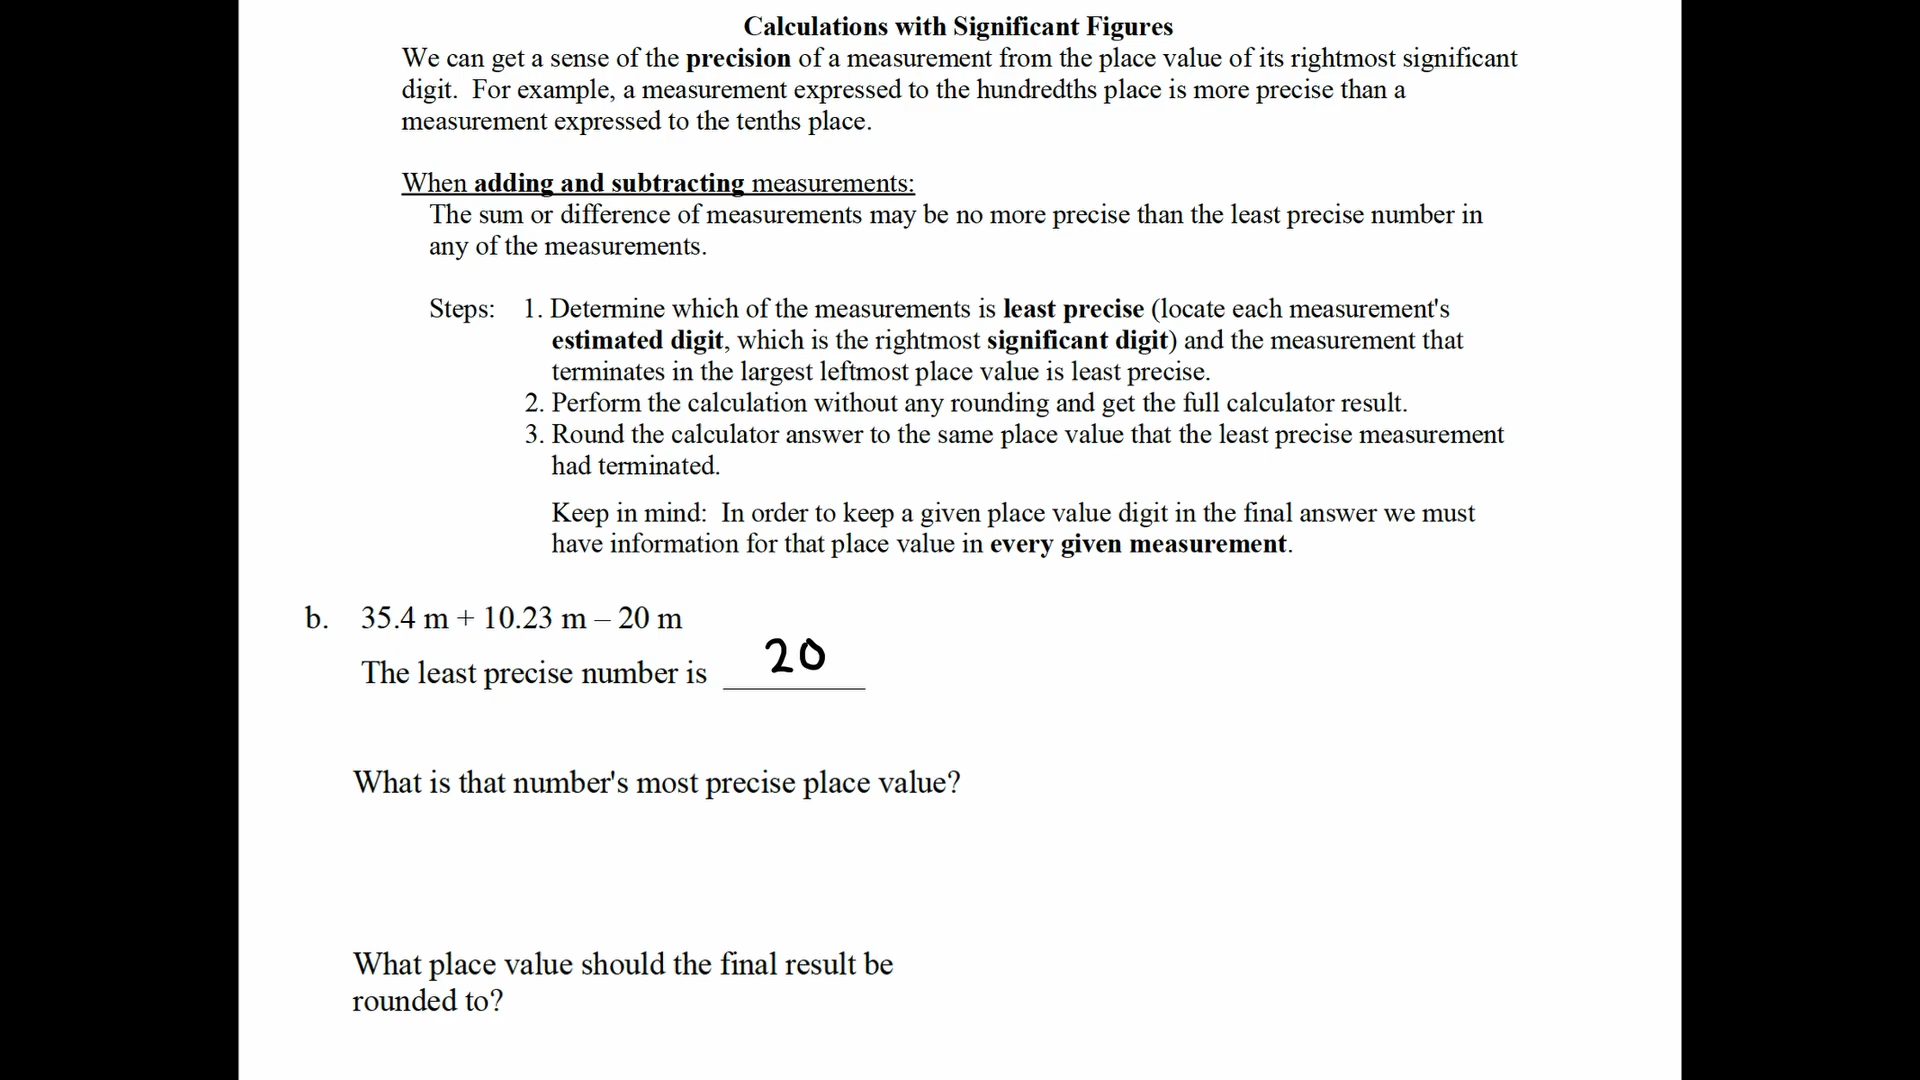 Calculations with Significant Figures
We can get a sense of the precision of a measurement from the place value of its rightmost significant
digit.  For example, a measurement expressed to the hundredths place is more precise than a
measurement expressed to the tenths place.
When adding and subtracting measurements:
The sum or difference of measurements may be no more precise than the least precise number in
any of the measurements.
Steps: 1. Determine which of the measurements is least precise (locate each measurement's
estimated digit, which is the rightmost significant digit) and the measurement that
terminates in the largest leftmost place value is least precise.
2. Perform the calculation without any rounding and get the full calculator result.
3. Round the calculator answer to the same place value that the least precise measurement
had terminated.
Keep in mind:  In order to keep a given place value digit in the final answer we must
have information for that place value in every given measurement.
b. 35.4 m + 10.23 m – 20 m
The least precise number is 20
What is that number's most precise place value?
What place value should the final result be
rounded to?